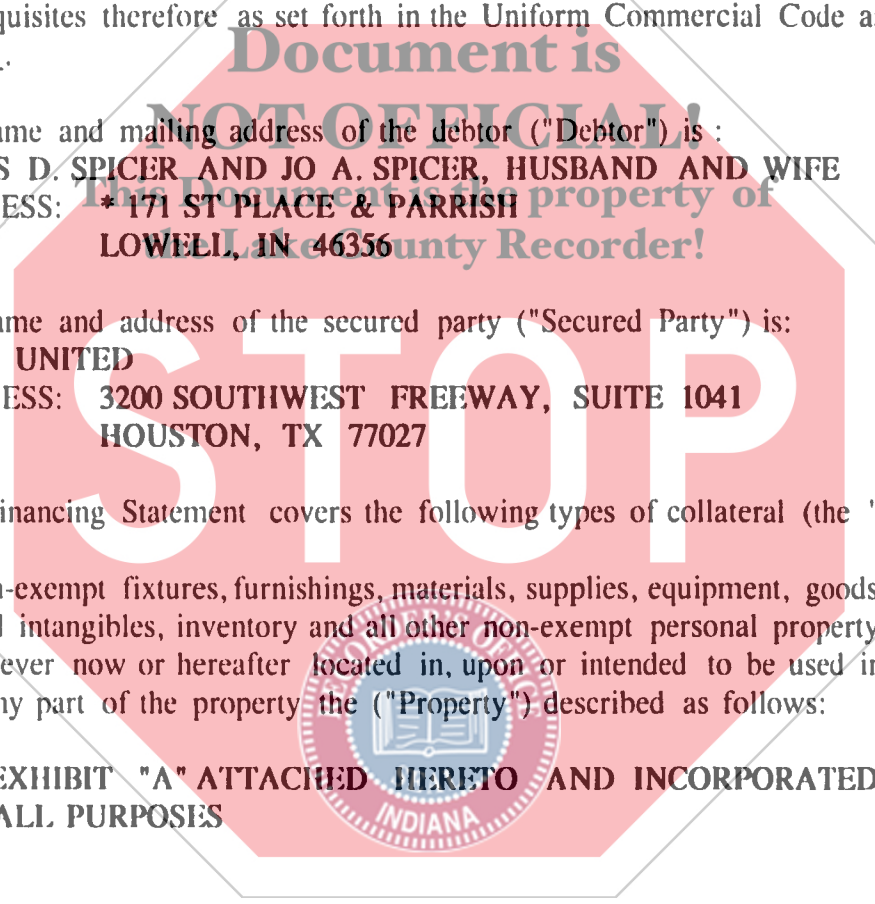 quisites therefore as set forth in the Uniform Commercial Code a
Document is
NOT OFFICIAL!
ame and mailing address of the debtor ("Debtor") is :
S D. SPICER AND JO A. SPICER, HUSBAND AND WIFE
This Document is the property of
ESS: * 171 ST PLACE & PARRISH
LOWELL, IN 46356
the Lake County Recorder!
ame and address of the secured party ("Secured Party") is:
UNITED
ESS: 3200 SOUTHWEST FREEWAY, SUITE 1041
HOUSTON, TX 77027
STOP
inancing Statement covers the following types of collateral (the "
-exempt fixtures, furnishings, materials, supplies, equipment, goods
l intangibles, inventory and all other non-exempt personal property
ever now or hereafter located in, upon or intended to be used in
ny part of the property the ("Property") described as follows:
EXHIBIT "A" ATTACHED HERETO AND INCORPORATED
ALL PURPOSES
INDIANA